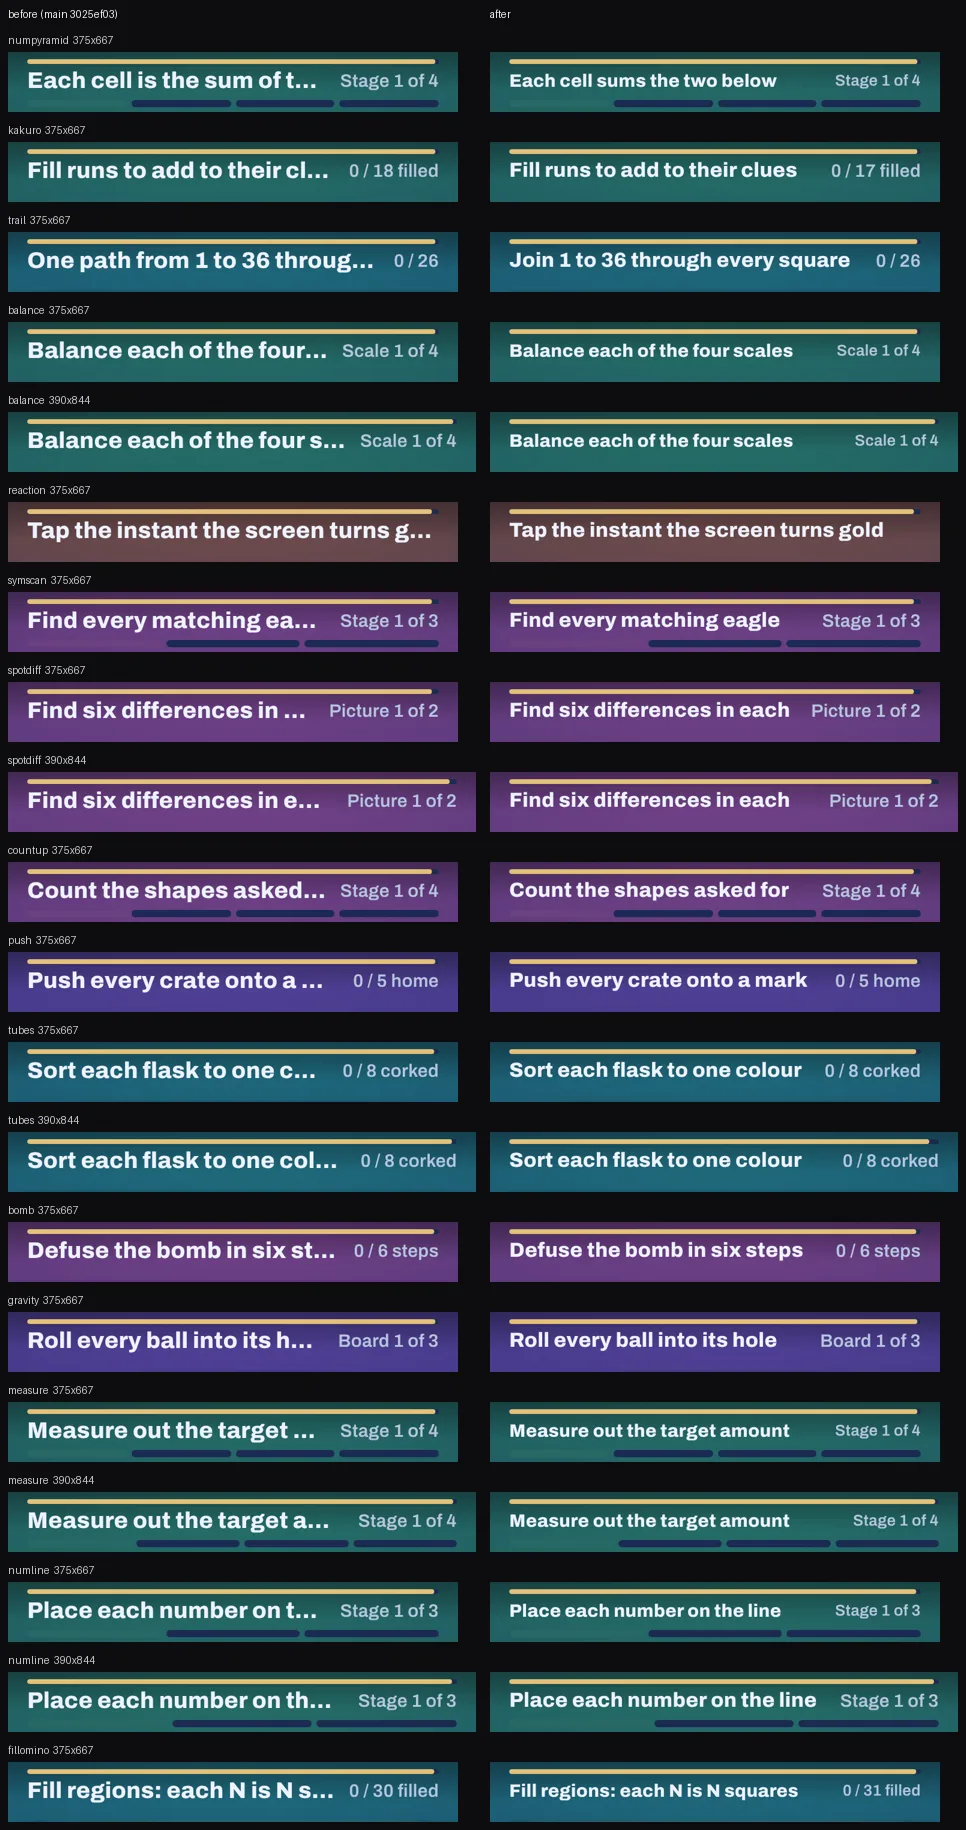 before (main 3025ef03) after
numpyramid 375x667
Each cell is the sum of t... Stage 1 of 4 Each cell sums the two below Stage 1 of 4
kakuro 375x667
Fill runs to add to their cl... 0 / 18 filled Fill runs to add to their clues 0 / 17 filled
trail 375x667
One path from 1 to 36 throug... 0 / 26 Join 1 to 36 through every square 0 / 26
balance 375x667
Balance each of the four... Scale 1 of 4 Balance each of the four scales Scale 1 of 4
balance 390x844
Balance each of the four s... Scale 1 of 4 Balance each of the four scales Scale 1 of 4
reaction 375x667
Tap the instant the screen turns g... Tap the instant the screen turns gold
symscan 375x667
Find every matching ea... Stage 1 of 3 Find every matching eagle Stage 1 of 3
spotdiff 375x667
Find six differences in ... Picture 1 of 2 Find six differences in each Picture 1 of 2
spotdiff 390x844
Find six differences in e... Picture 1 of 2 Find six differences in each Picture 1 of 2
countup 375x667
Count the shapes asked... Stage 1 of 4 Count the shapes asked for Stage 1 of 4
push 375x667
Push every crate onto a ... 0 / 5 home Push every crate onto a mark 0 / 5 home
tubes 375x667
Sort each flask to one c... 0 / 8 corked Sort each flask to one colour 0 / 8 corked
tubes 390x844
Sort each flask to one col... 0 / 8 corked Sort each flask to one colour 0 / 8 corked
bomb 375x667
Defuse the bomb in six st... 0 / 6 steps Defuse the bomb in six steps 0 / 6 steps
gravity 375x667
Roll every ball into its h... Board 1 of 3 Roll every ball into its hole Board 1 of 3
measure 375x667
Measure out the target ... Stage 1 of 4 Measure out the target amount Stage 1 of 4
measure 390x844
Measure out the target a... Stage 1 of 4 Measure out the target amount Stage 1 of 4
numline 375x667
Place each number on t... Stage 1 of 3 Place each number on the line Stage 1 of 3
numline 390x844
Place each number on th... Stage 1 of 3 Place each number on the line Stage 1 of 3
fillomino 375x667
Fill regions: each N is N s... 0 / 30 filled Fill regions: each N is N squares 0 / 31 filled